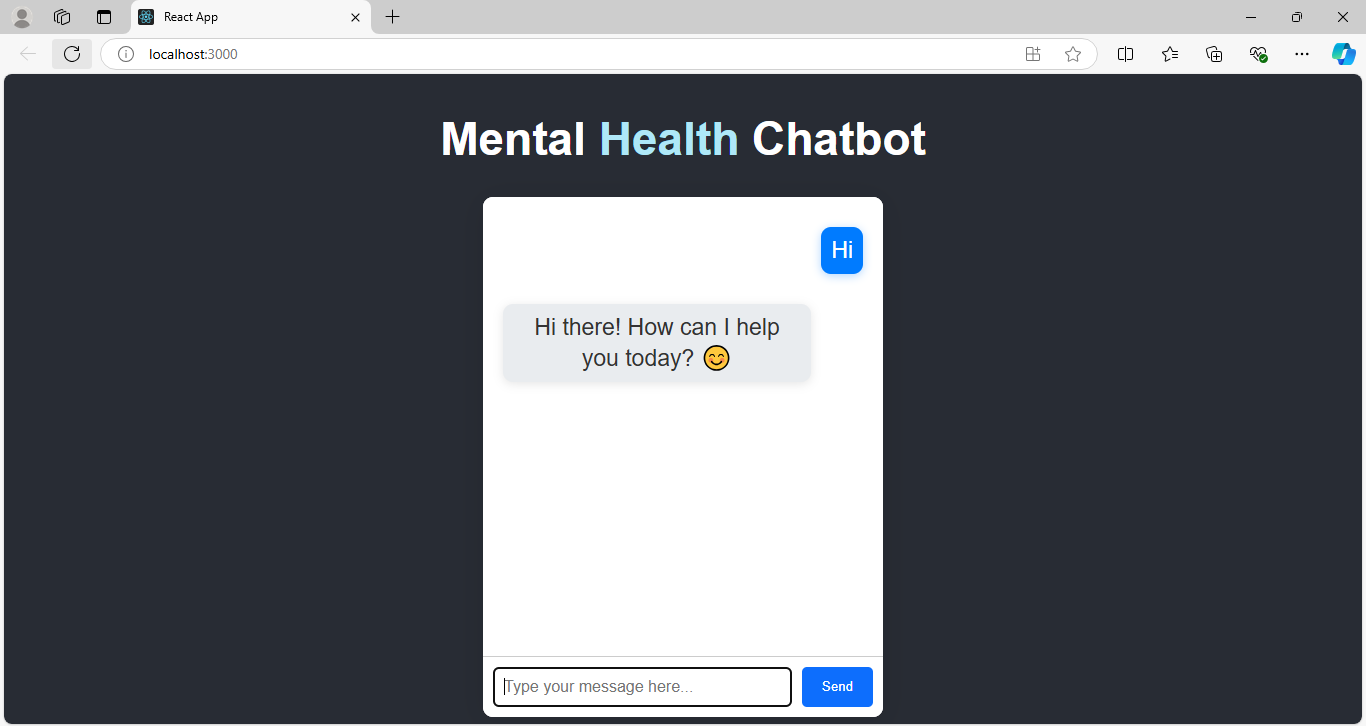 React App
localhost:3000
Mental Health Chatbot
Hi
Hi there! How can I help
you today? 😊
Type your message here...
Send